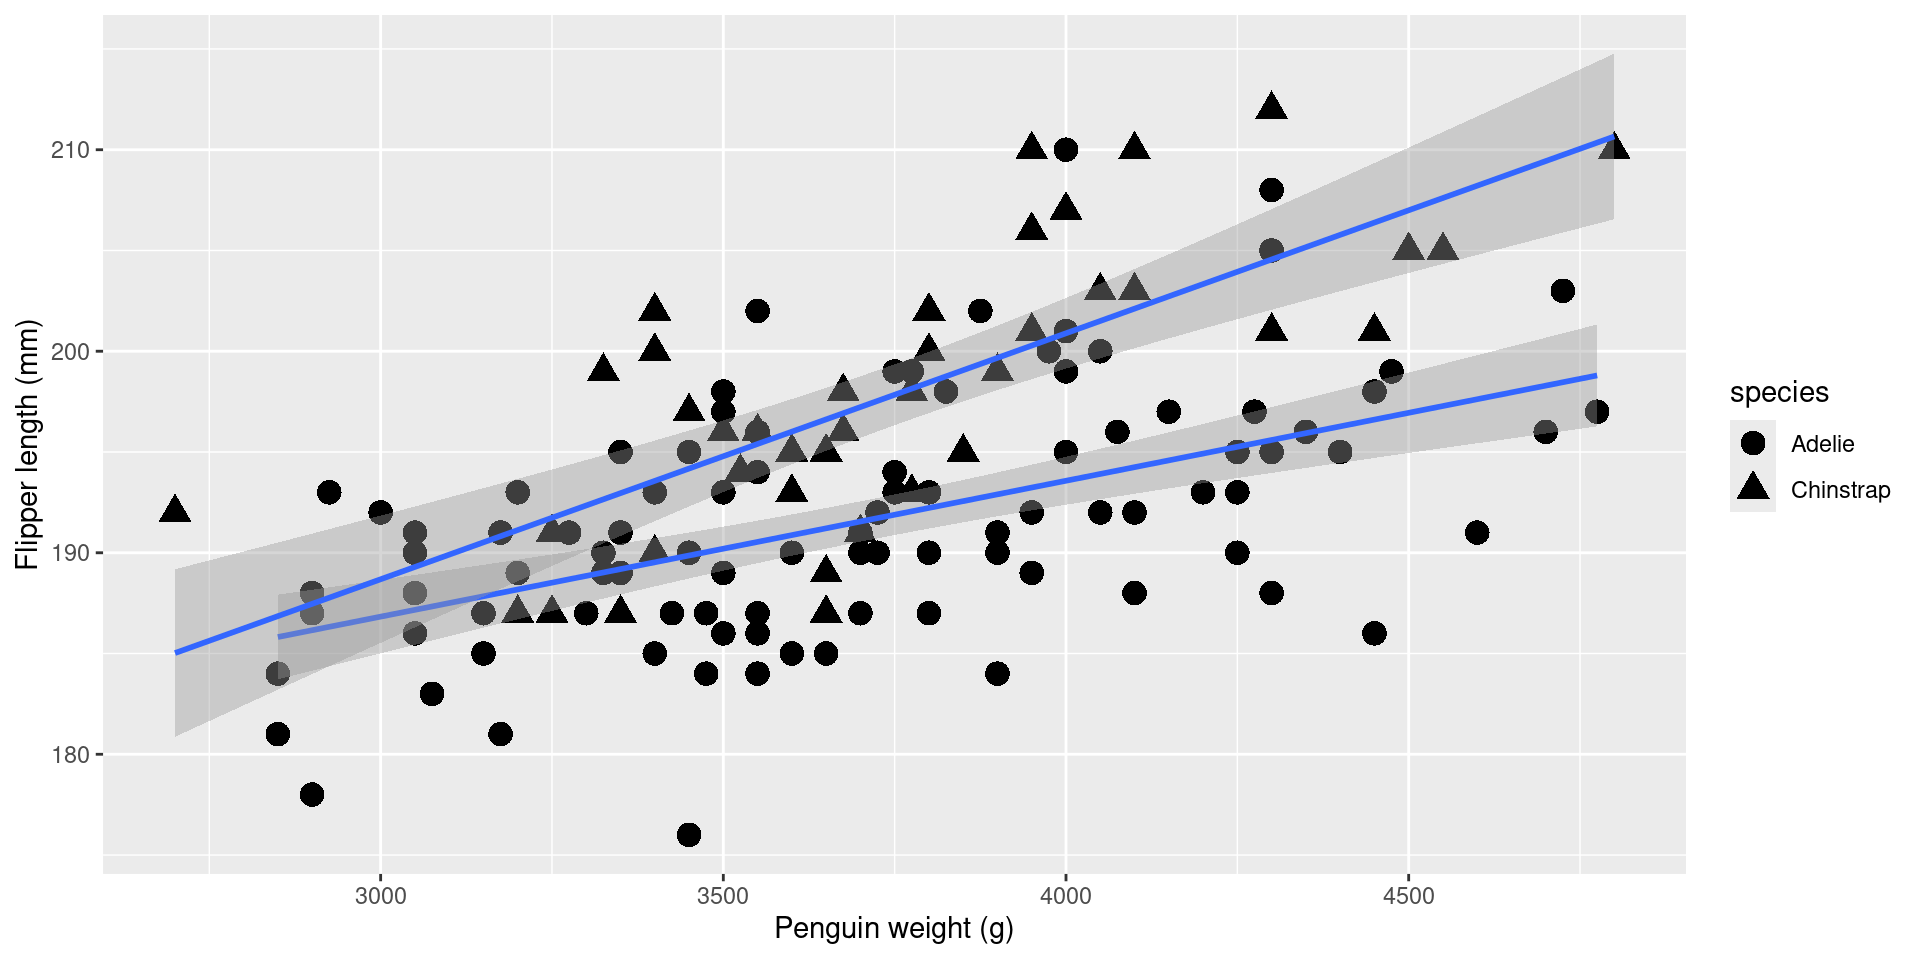 210
200
190
180
Flipper length (mm)
3000 3500 4000 4500
Penguin weight (g)
species
Adelie
Chinstrap